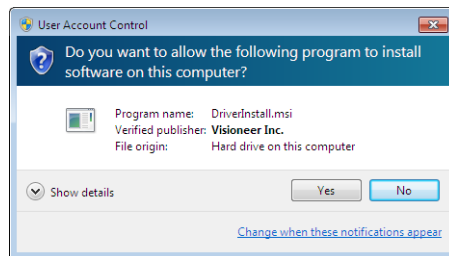 User Account Control
Do you want to allow the following program to install
software on this computer?
Program name: DriverInstall.msi
Verified publisher: Visioneer Inc.
File origin: Hard drive on this computer
Show details
Yes No
Change when these notifications appear